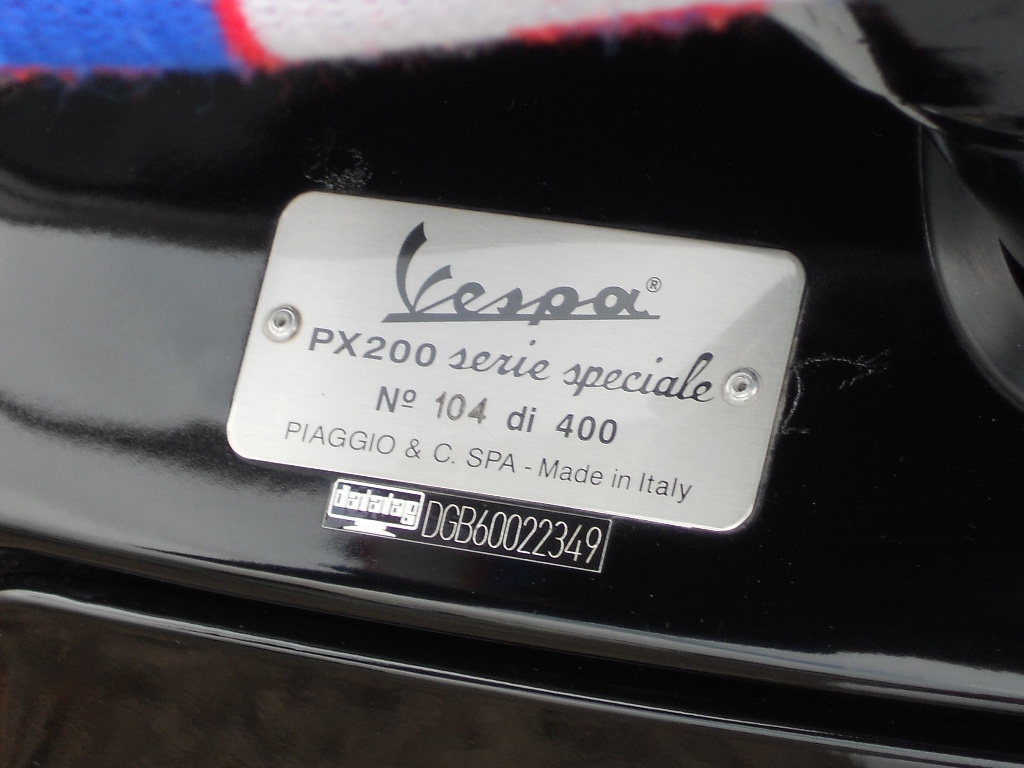 Vespa®
PX200 serie speciale
Nº 104 di 400
PIAGGIO & C. SPA - Made in Italy
datatag DGB60022349